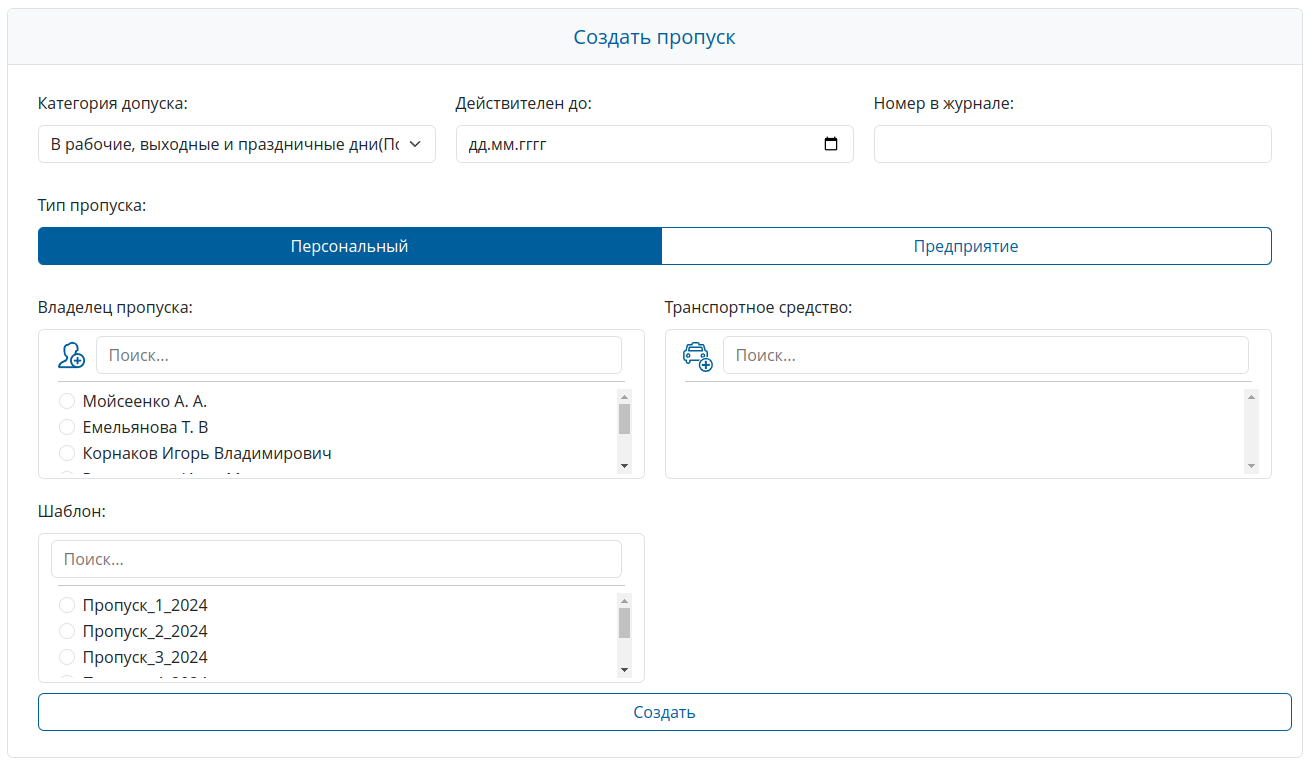 Создать пропуск
Категория допуска:
Действителен до:
Номер в журнале:
В рабочие, выходные и праздничные дни(По
дд.мм.гггг
Тип пропуска:
Персональный
Предприятие
Владелец пропуска:
Транспортное средство:
Поиск...
Поиск...
Мойсеенко А. А.
Емельянова Т. В
Корнаков Игорь Владимирович
Шаблон:
Поиск...
Пропуск_1_2024
Пропуск_2_2024
Пропуск_3_2024
Создать